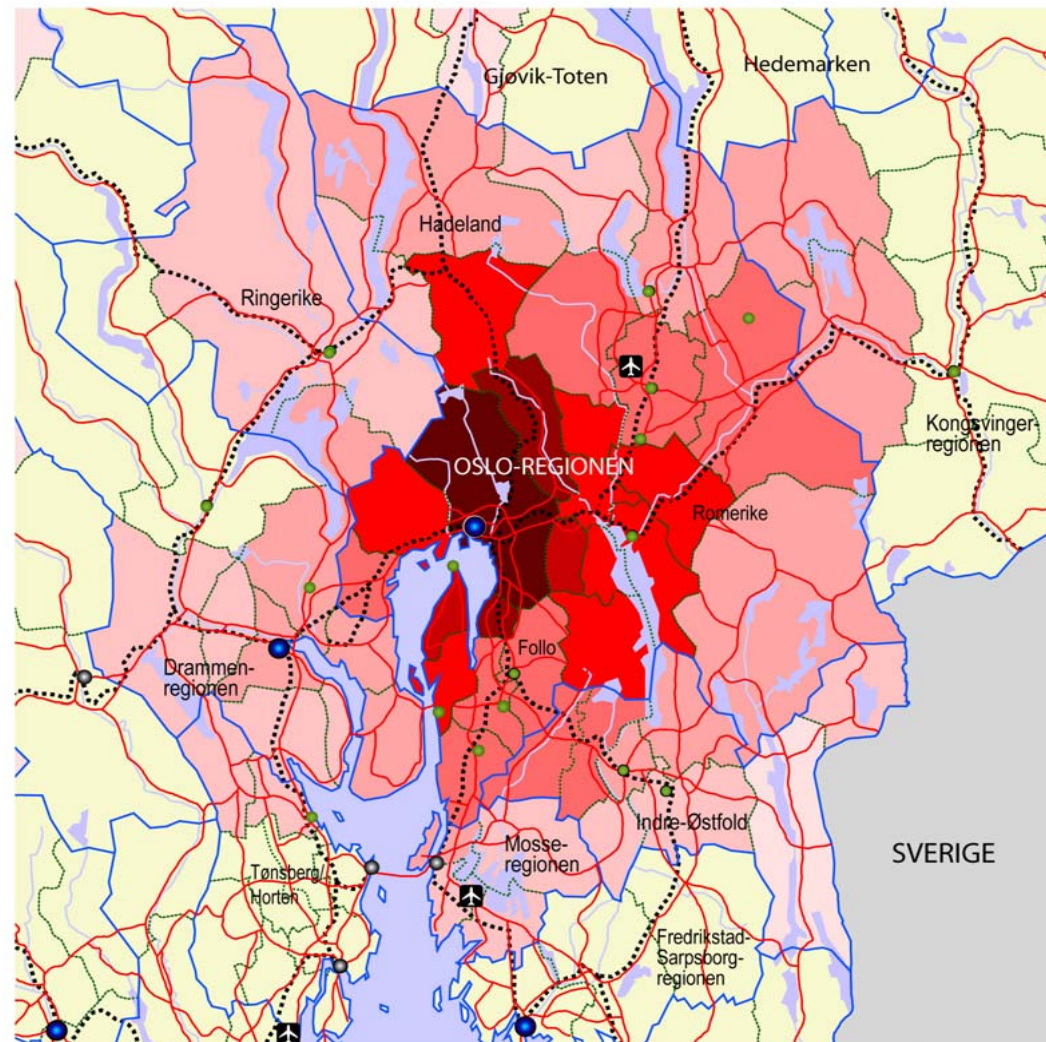 Gjøvik-Toten
Hedemarken
Hadeland
Ringerike
Kongsvinger-
regionen
OSLO-REGIONEN
Romerike
Follo
Drammen-
regionen
Indre-Østfold
Mosse-
regionen
SVERIGE
Tønsberg/
Horten
Fredrikstad-
Sarpsborg-
regionen